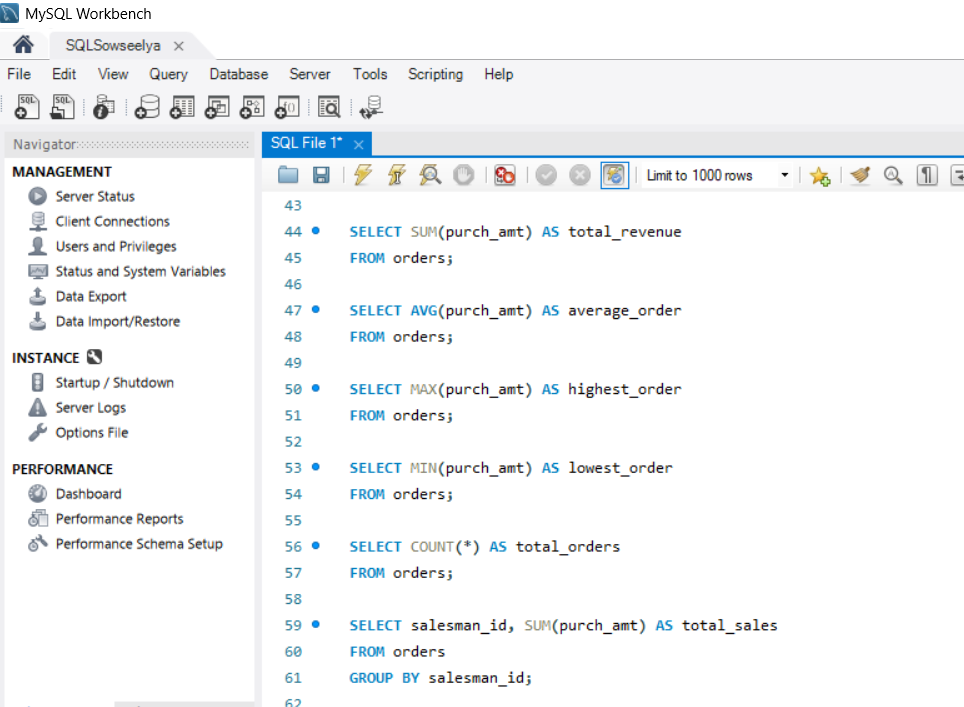 MySQL Workbench
SQLSowseelya ×
File Edit View Query Database Server Tools Scripting Help
Navigator
SQL File 1* ×
MANAGEMENT
Server Status
Client Connections
Users and Privileges
Status and System Variables
Data Export
Data Import/Restore
INSTANCE
Startup / Shutdown
Server Logs
Options File
PERFORMANCE
Dashboard
Performance Reports
Performance Schema Setup
Limit to 1000 rows
43
44 SELECT SUM(purch_amt) AS total_revenue
45 FROM orders;
46
47 SELECT AVG(purch_amt) AS average_order
48 FROM orders;
49
50 SELECT MAX(purch_amt) AS highest_order
51 FROM orders;
52
53 SELECT MIN(purch_amt) AS lowest_order
54 FROM orders;
55
56 SELECT COUNT(*) AS total_orders
57 FROM orders;
58
59 SELECT salesman_id, SUM(purch_amt) AS total_sales
60 FROM orders
61 GROUP BY salesman_id;
62